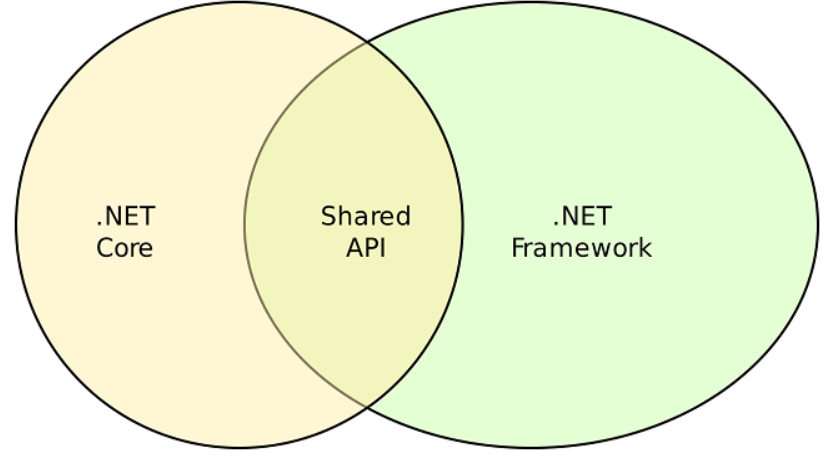 .NET
Core
Shared
API
.NET
Framework